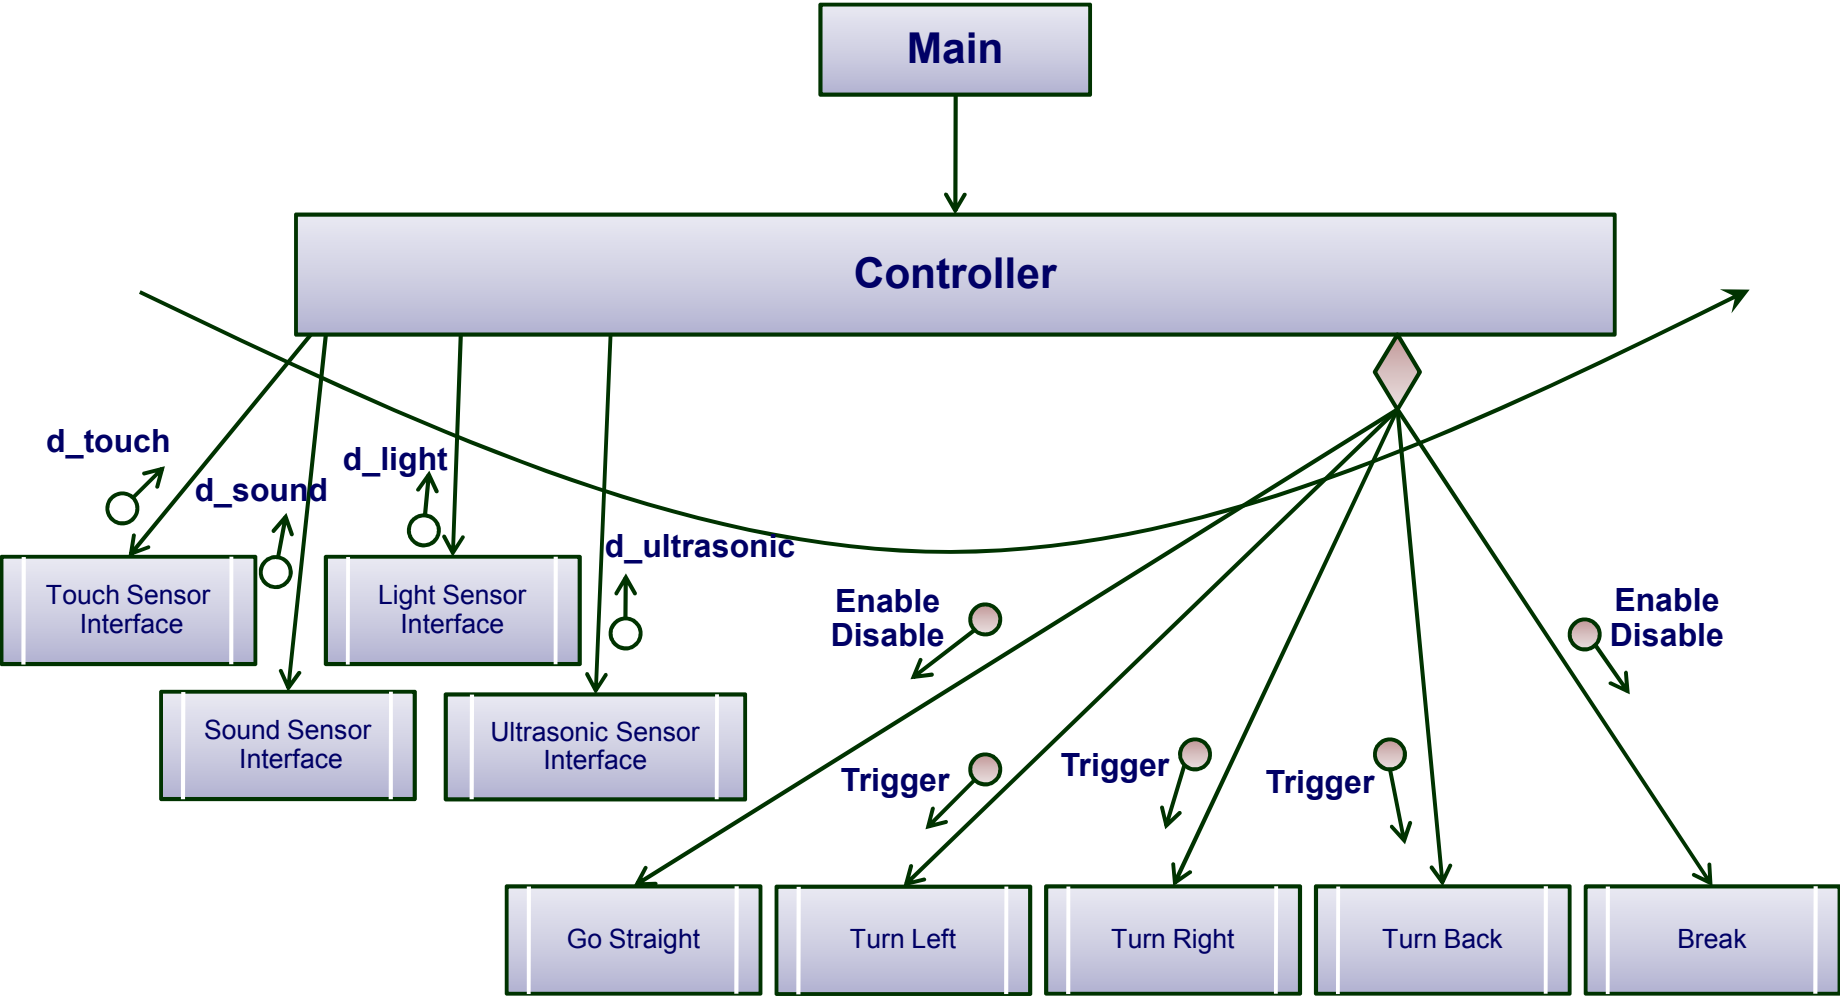 Main
Controller
d_touch
d_sound
d_light
d_ultrasonic
Touch Sensor
Interface
Light Sensor
Interface
Sound Sensor
Interface
Ultrasonic Sensor
Interface
Enable
Disable
Enable
Disable
Trigger
Trigger
Trigger
Go Straight
Turn Left
Turn Right
Turn Back
Break